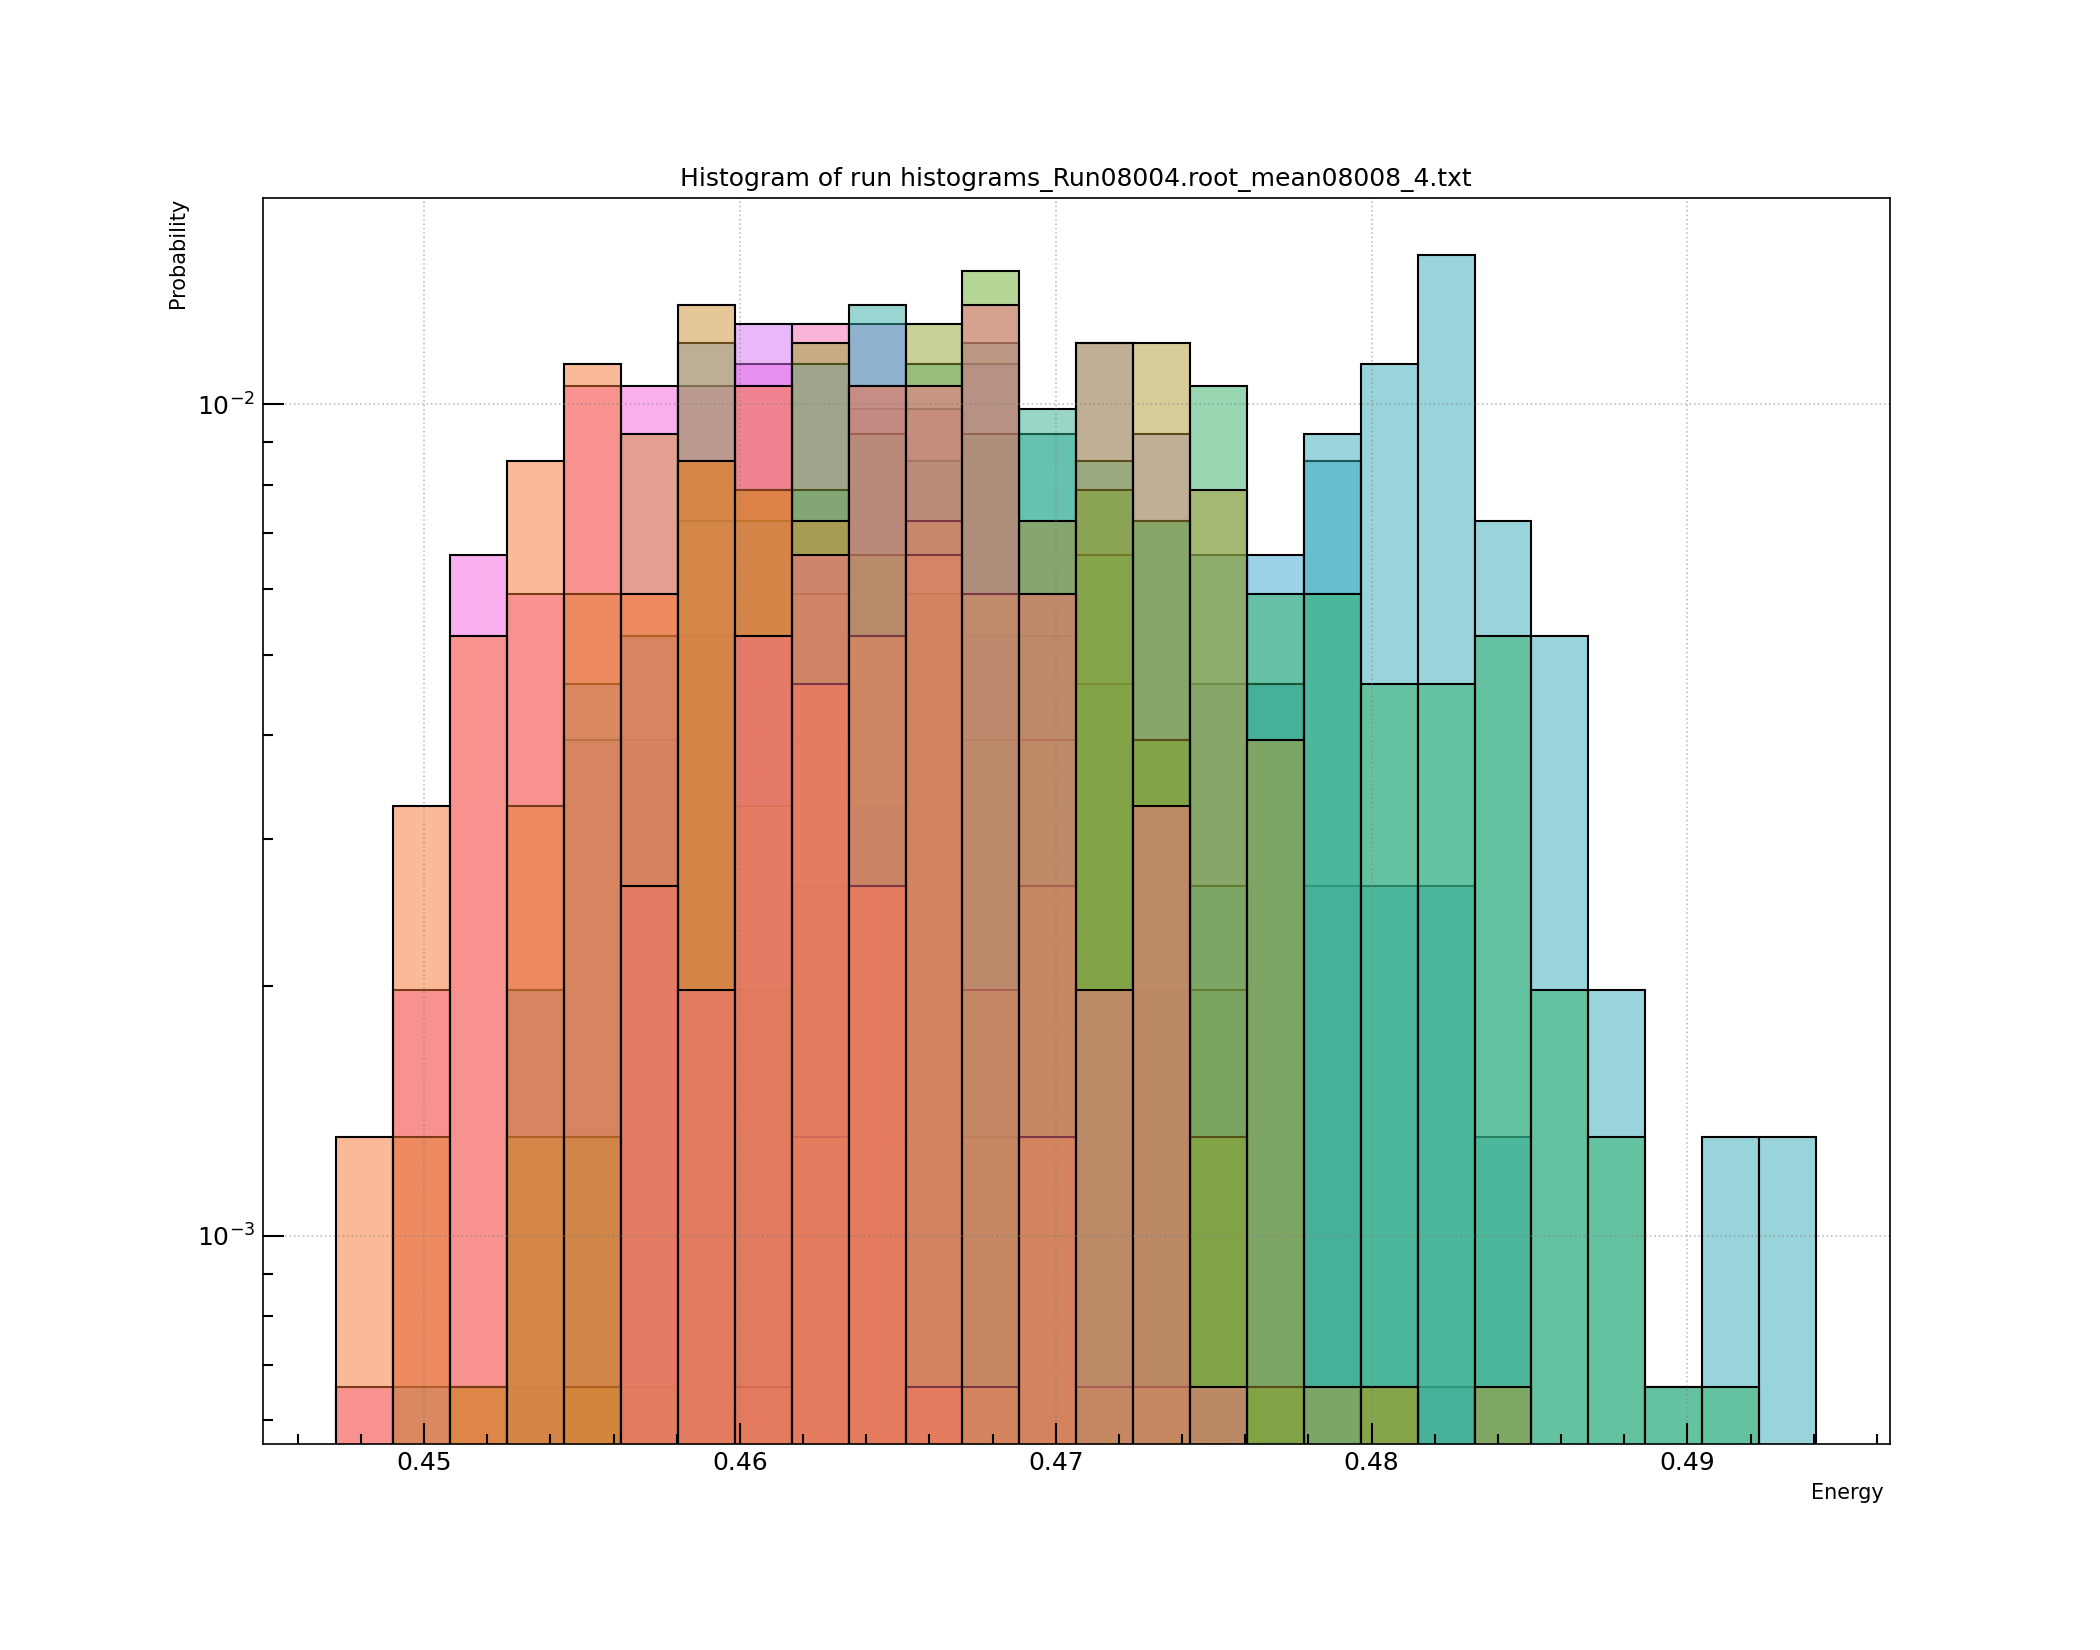 Histogram of run histograms_Run08004.root_mean08008_4.txt
Probability
10−2
10−3
0.45 0.46 0.47 0.48 0.49
Energy